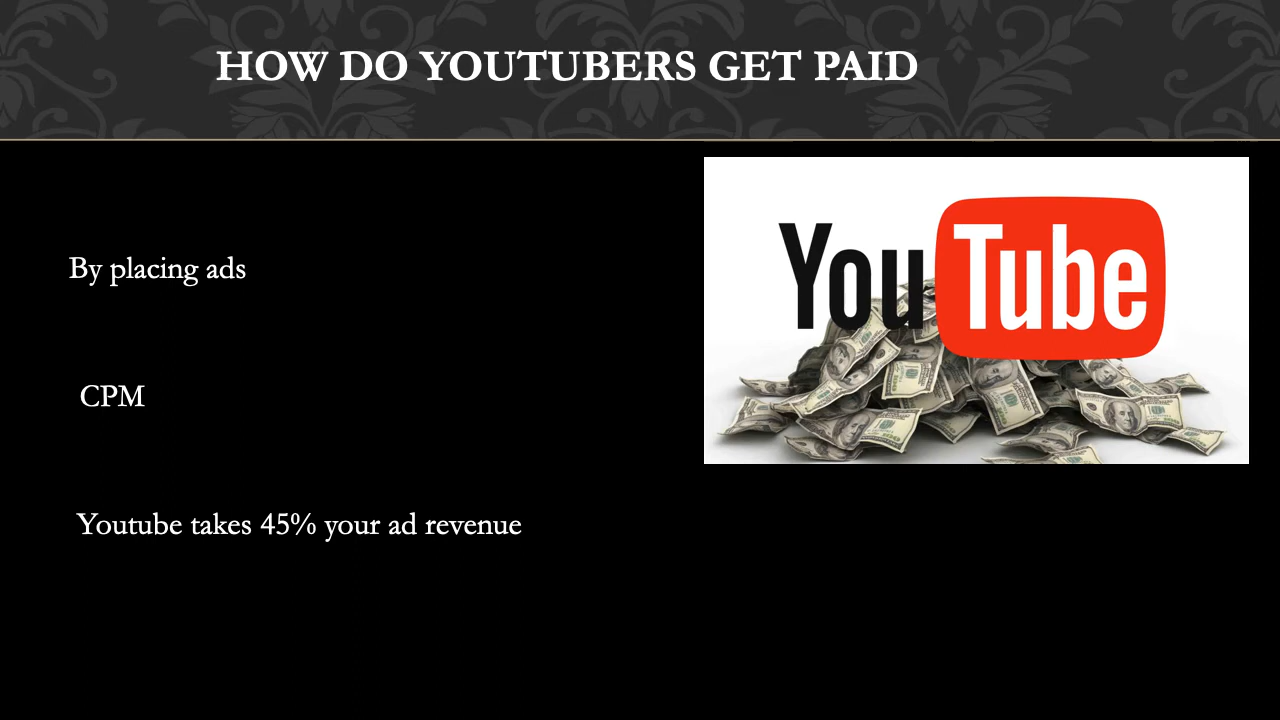 HOW DO YOUTUBERS GET PAID
By placing ads
CPM
Youtube takes 45% your ad revenue
YouTube